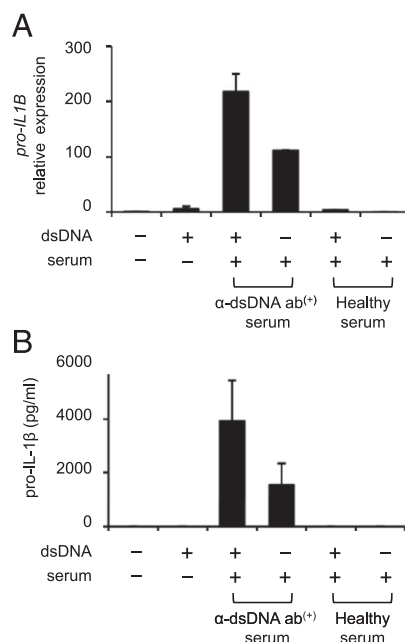 A
pro-IL1B
relative expression
300
200
100
0
dsDNA – + + – + –
serum – – + + + +
α-dsDNA ab(+) Healthy
serum serum
B
pro-IL-1β (pg/ml)
6000
4000
2000
0
dsDNA – + + – + –
serum – – + + + +
α-dsDNA ab(+) Healthy
serum serum